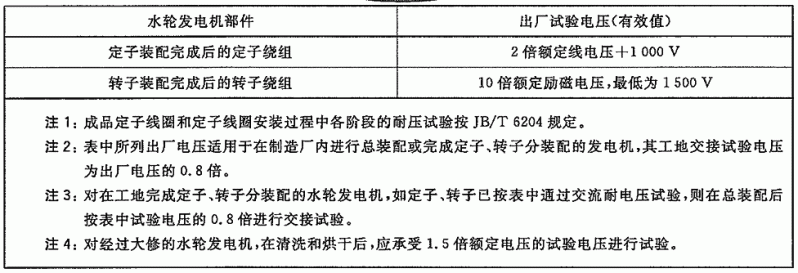 水轮发电机部件 出厂试验电压(有效值)
定子装配完成后的定子绕组 2 倍额定线电压+1 000 V
转子装配完成后的转子绕组 10 倍额定励磁电压,最低为 1 500 V
注 1: 成品定子线圈和定子线圈安装过程中各阶段的耐压试验按 JB/T 6204 规定。
注 2: 表中所列出厂电压适用于在制造厂内进行总装配或完成定子、转子分装配的发电机,其工地交接试验电压
为出厂电压的 0.8 倍。
注 3: 对在工地完成定子、转子分装配的水轮发电机,如定子、转子已按表中通过交流耐电压试验,则在总装配后
按表中试验电压的 0.8 倍进行交接试验。
注 4: 对经过大修的水轮发电机,在清洗和烘干后,应承受 1.5 倍额定电压的试验电压进行试验。